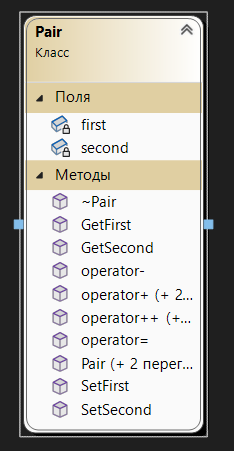 Pair
Класс
Поля
first
second
Методы
~Pair
GetFirst
GetSecond
operator-
operator+ (+ 2...
operator++ (+...
operator=
Pair (+ 2 перег...
SetFirst
SetSecond